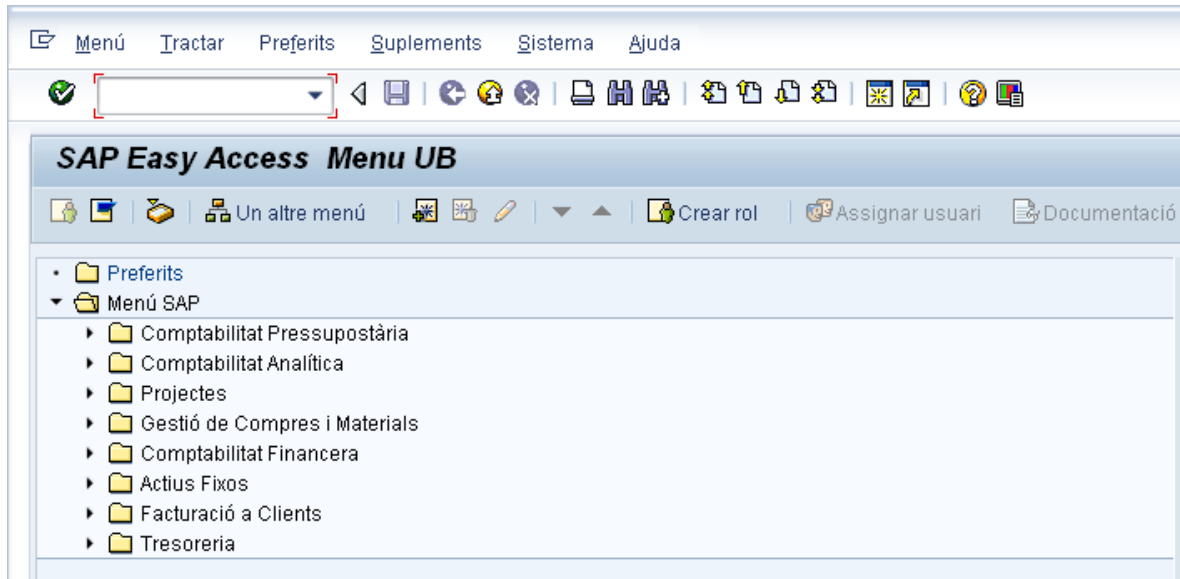 Menú Tractar Preferits Suplements Sistema Ajuda
SAP Easy Access Menu UB
Un altre menú Crear rol Assignar usuari Documentació
Preferits
Menú SAP
Comptabilitat Pressupostària
Comptabilitat Analítica
Projectes
Gestió de Compres i Materials
Comptabilitat Financera
Actius Fixos
Facturació a Clients
Tresoreria